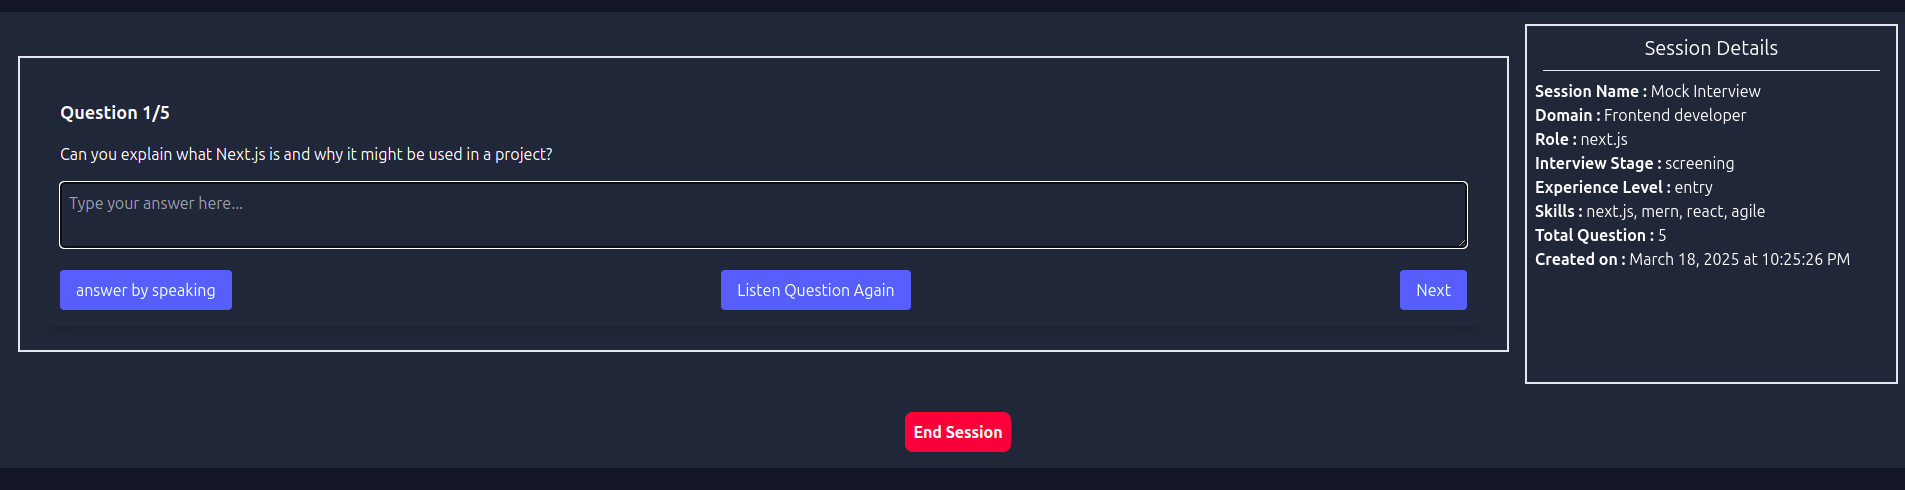 Question 1/5
Can you explain what Next.js is and why it might be used in a project?
Type your answer here...
answer by speaking
Listen Question Again
Next
End Session
Session Details
Session Name : Mock Interview
Domain : Frontend developer
Role : next.js
Interview Stage : screening
Experience Level : entry
Skills : next.js, mern, react, agile
Total Question : 5
Created on : March 18, 2025 at 10:25:26 PM